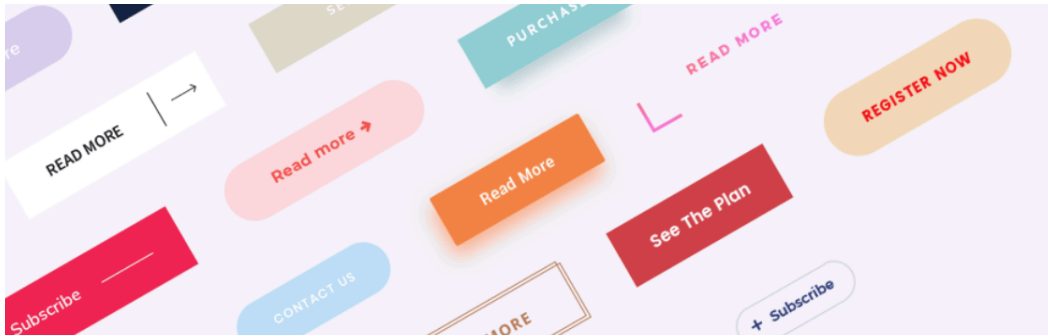 PURCHASE
READ MORE
REGISTER NOW
READ MORE
Read more
Read More
See The Plan
Subscribe
CONTACT US
MORE
+ Subscribe